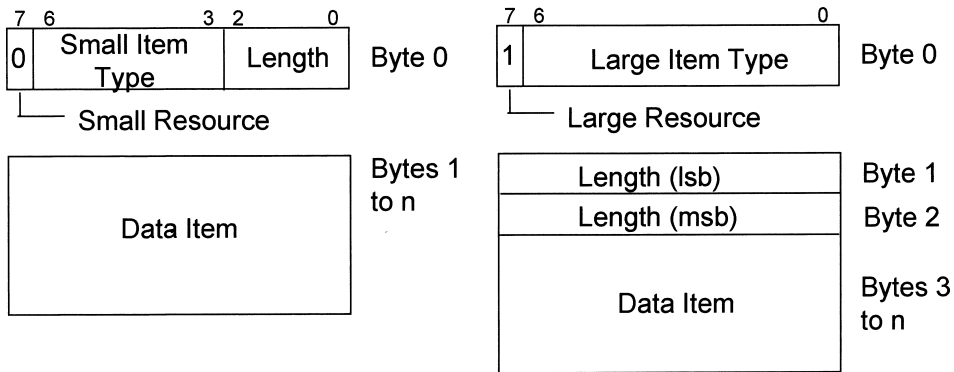 7 6 3 2 0
0 Small Item Type Length Byte 0
Small Resource
Data Item
Bytes 1
to n
7 6 0
1 Large Item Type Byte 0
Large Resource
Length (lsb) Byte 1
Length (msb) Byte 2
Data Item
Bytes 3
to n